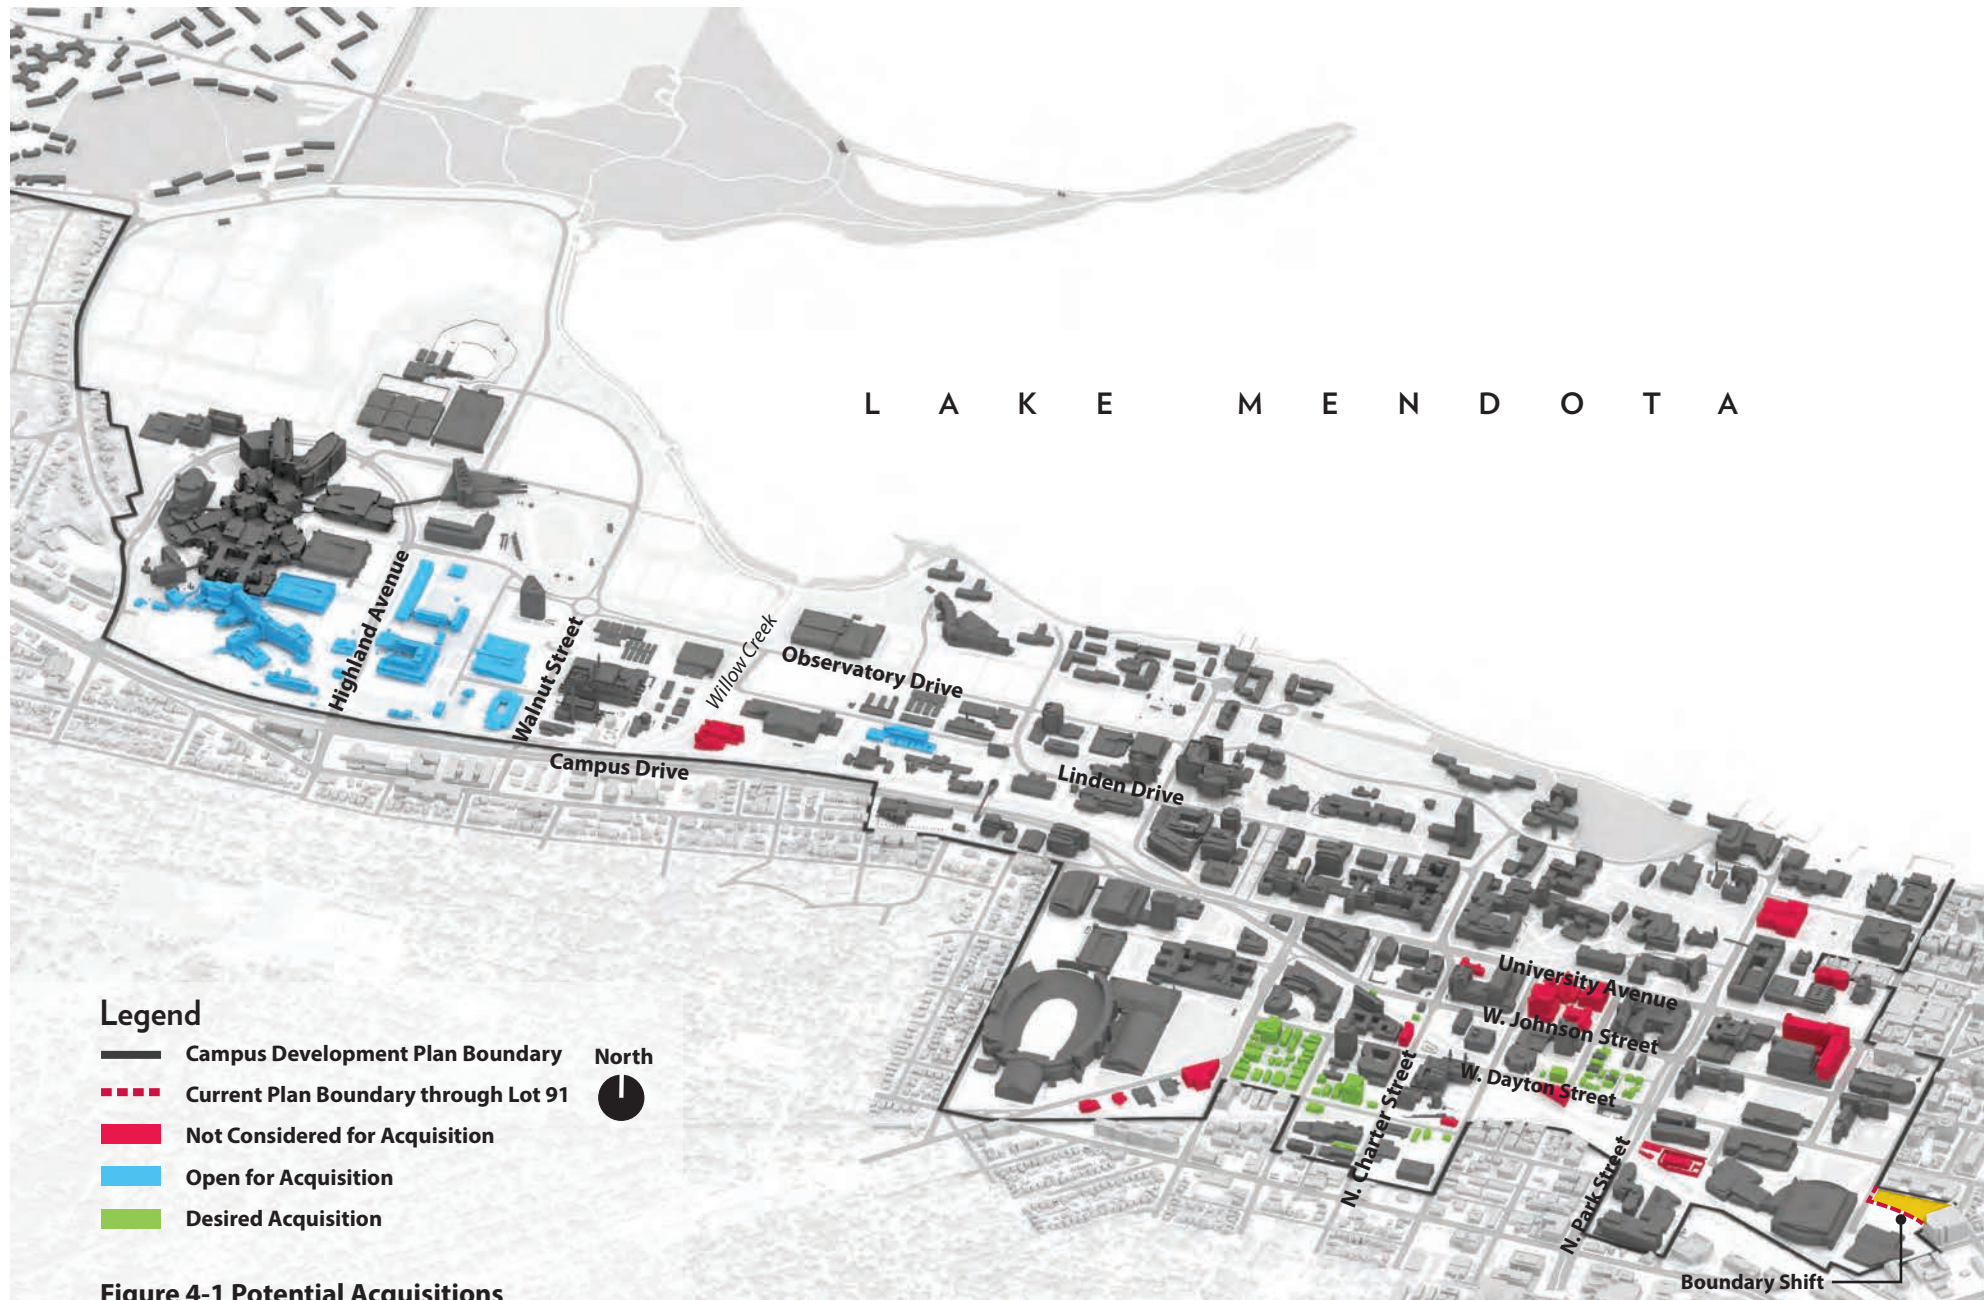 LAKE MENDOTA
Highland Avenue
Walnut Street
Willow Creek
Observatory Drive
Campus Drive
Linden Drive
University Avenue
W. Johnson Street
W. Dayton Street
N. Charter Street
N. Park Street
Boundary Shift
Legend
Campus Development Plan Boundary
North
Current Plan Boundary through Lot 91
Not Considered for Acquisition
Open for Acquisition
Desired Acquisition
Figure 4-1 Potential Acquisitions